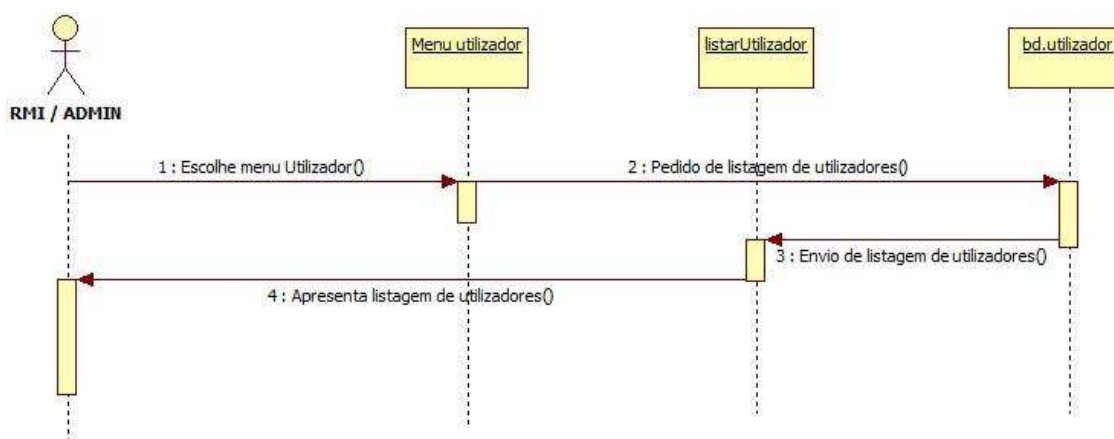 Menu utilizador
listarUtilizador
bd.utilizador
RMI / ADMIN
1 : Escolhe menu Utilizador()
2 : Pedido de listagem de utilizadores()
3 : Envio de listagem de utilizadores()
4 : Apresenta listagem de utilizadores()